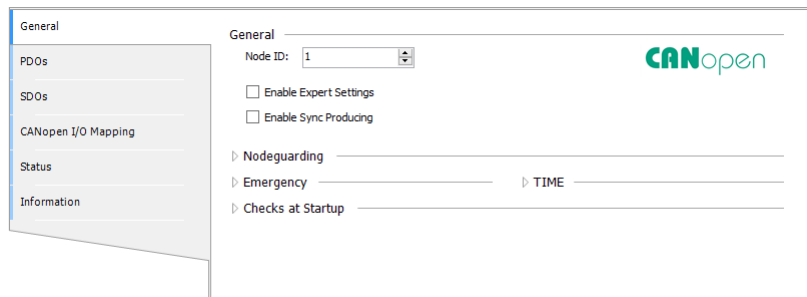 General
PDOs
SDOs
CANopen I/O Mapping
Status
Information
General
Node ID: 1
CANopen
Enable Expert Settings
Enable Sync Producing
Nodeguarding
Emergency TIME
Checks at Startup